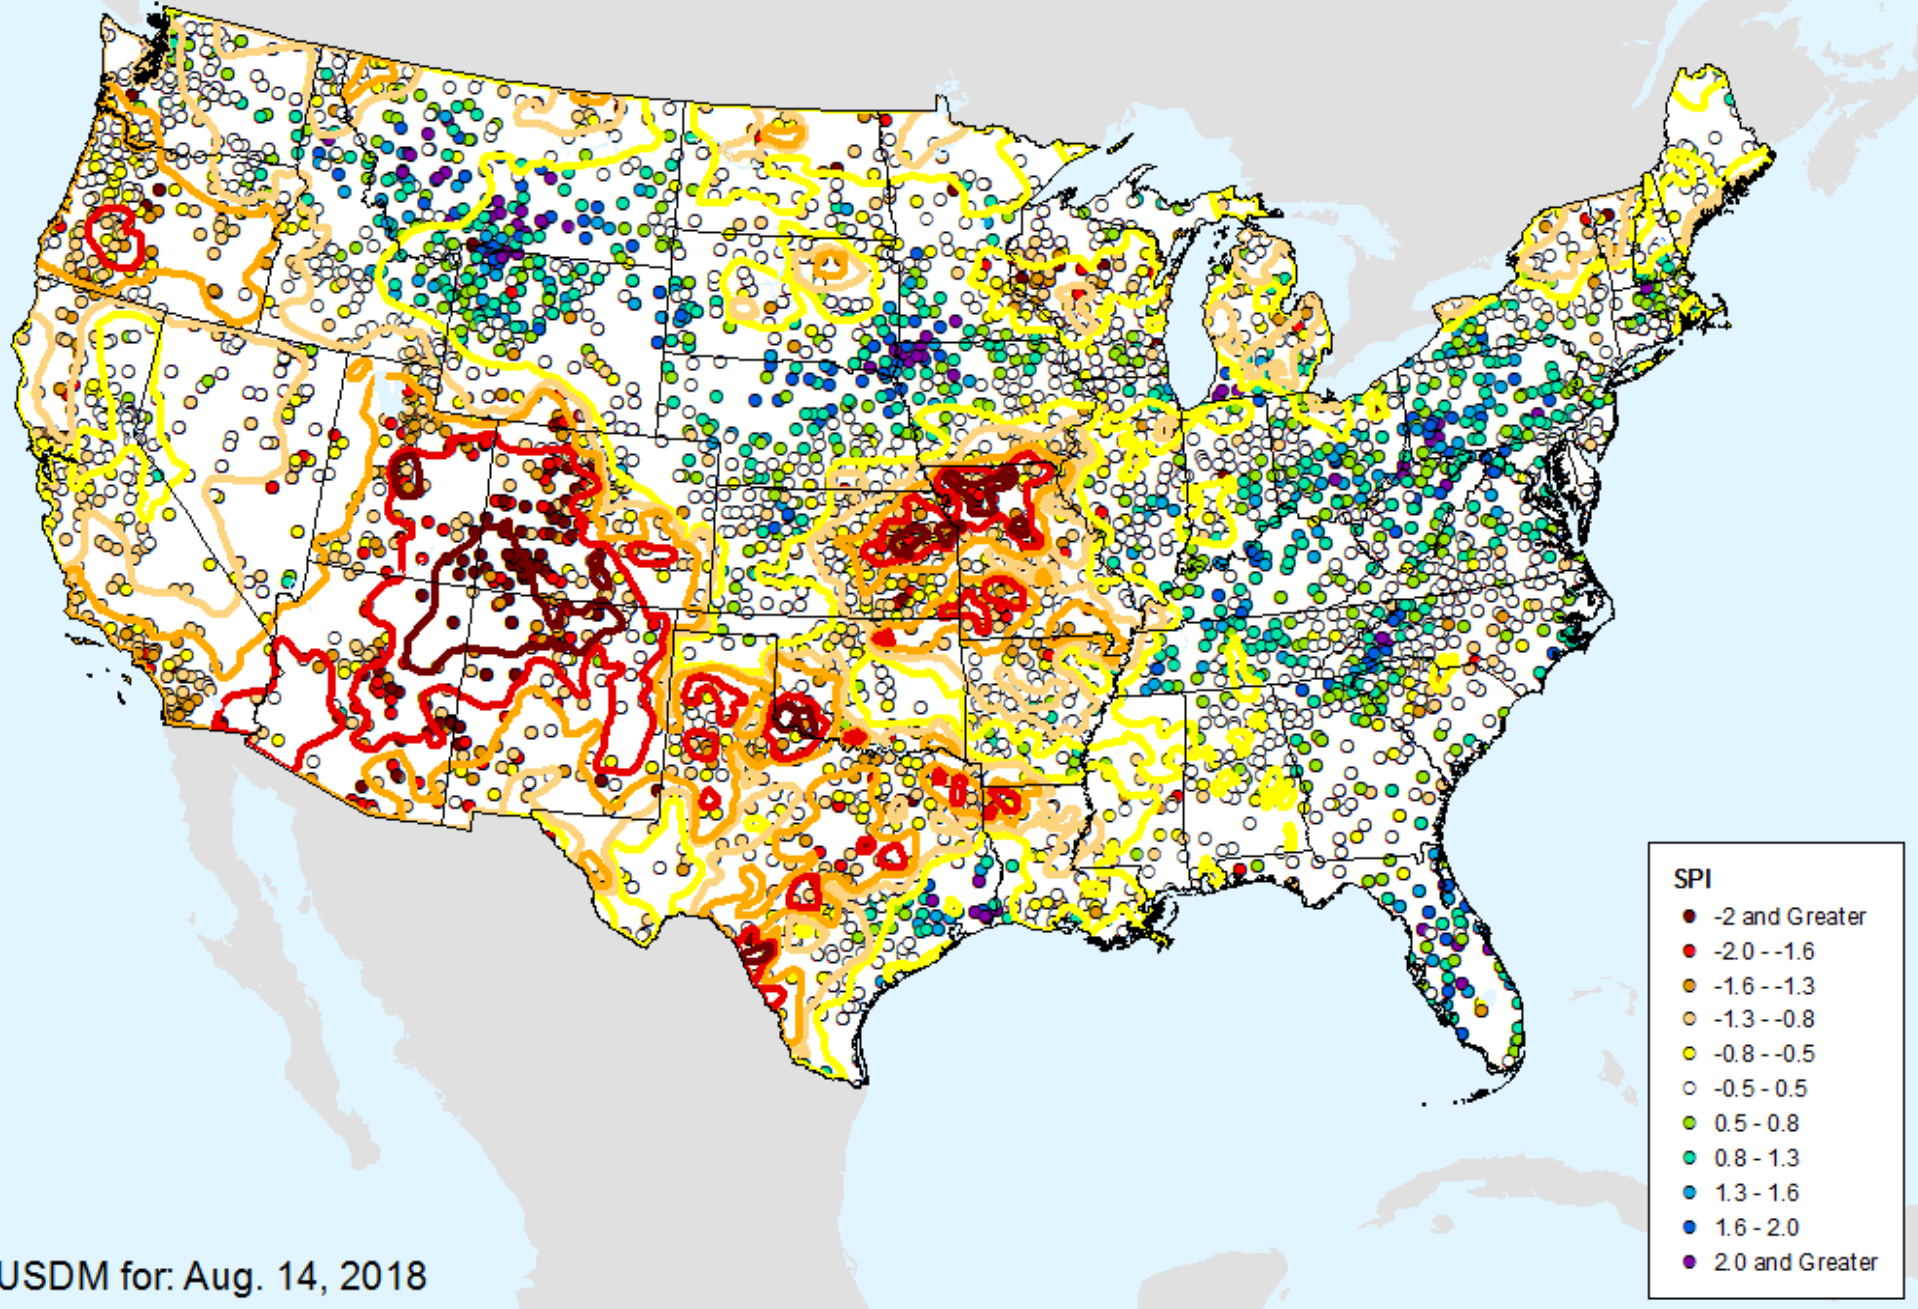 SPI
-2 and Greater
-2.0 - -1.6
-1.6 - -1.3
-1.3 - -0.8
-0.8 - -0.5
-0.5 - 0.5
0.5 - 0.8
0.8 - 1.3
1.3 - 1.6
1.6 - 2.0
2.0 and Greater
USDM for: Aug. 14, 2018